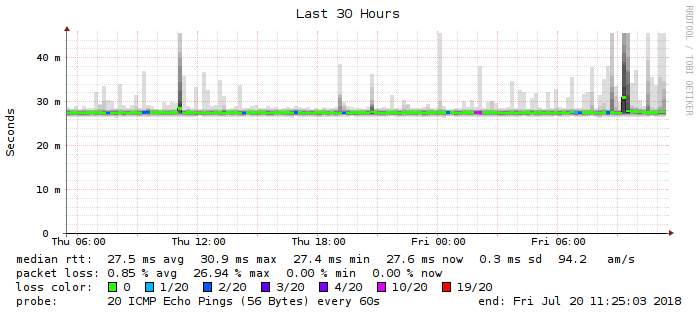 Last 30 Hours
RRDTOOL / TOBI OETIKER
Seconds
40 m
30 m
20 m
10 m
0
Thu 06:00 Thu 12:00 Thu 18:00 Fri 00:00 Fri 06:00
median rtt: 27.5 ms avg 30.9 ms max 27.4 ms min 27.6 ms now 0.3 ms sd 94.2 am/s
packet loss: 0.85 % avg 26.94 % max 0.00 % min 0.00 % now
loss color: 0 1/20 2/20 3/20 4/20 10/20 19/20
probe: 20 ICMP Echo Pings (56 Bytes) every 60s end: Fri Jul 20 11:25:03 2018